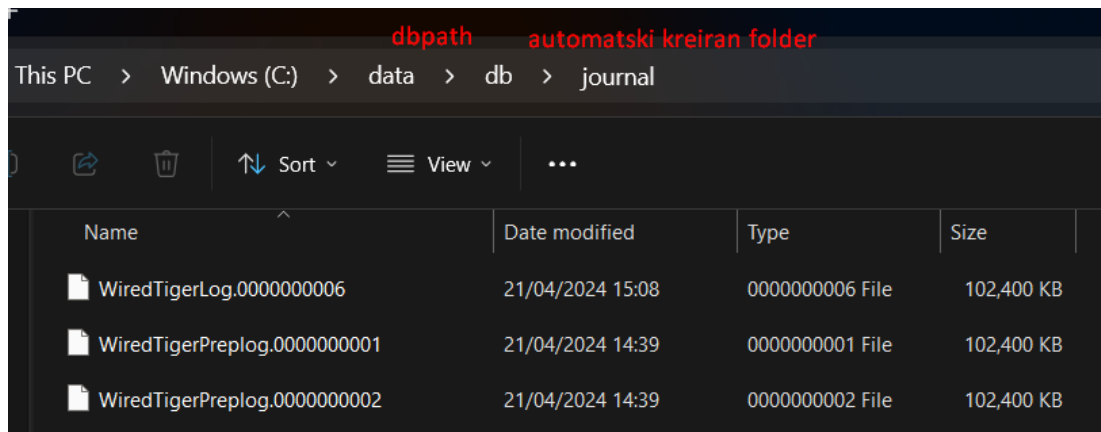 dbpath automatski kreiran folder
This PC > Windows (C:) > data > db > journal
Sort View
Name Date modified Type Size
WiredTigerLog.0000000006 21/04/2024 15:08 0000000006 File 102,400 KB
WiredTigerPreplog.0000000001 21/04/2024 14:39 0000000001 File 102,400 KB
WiredTigerPreplog.0000000002 21/04/2024 14:39 0000000002 File 102,400 KB